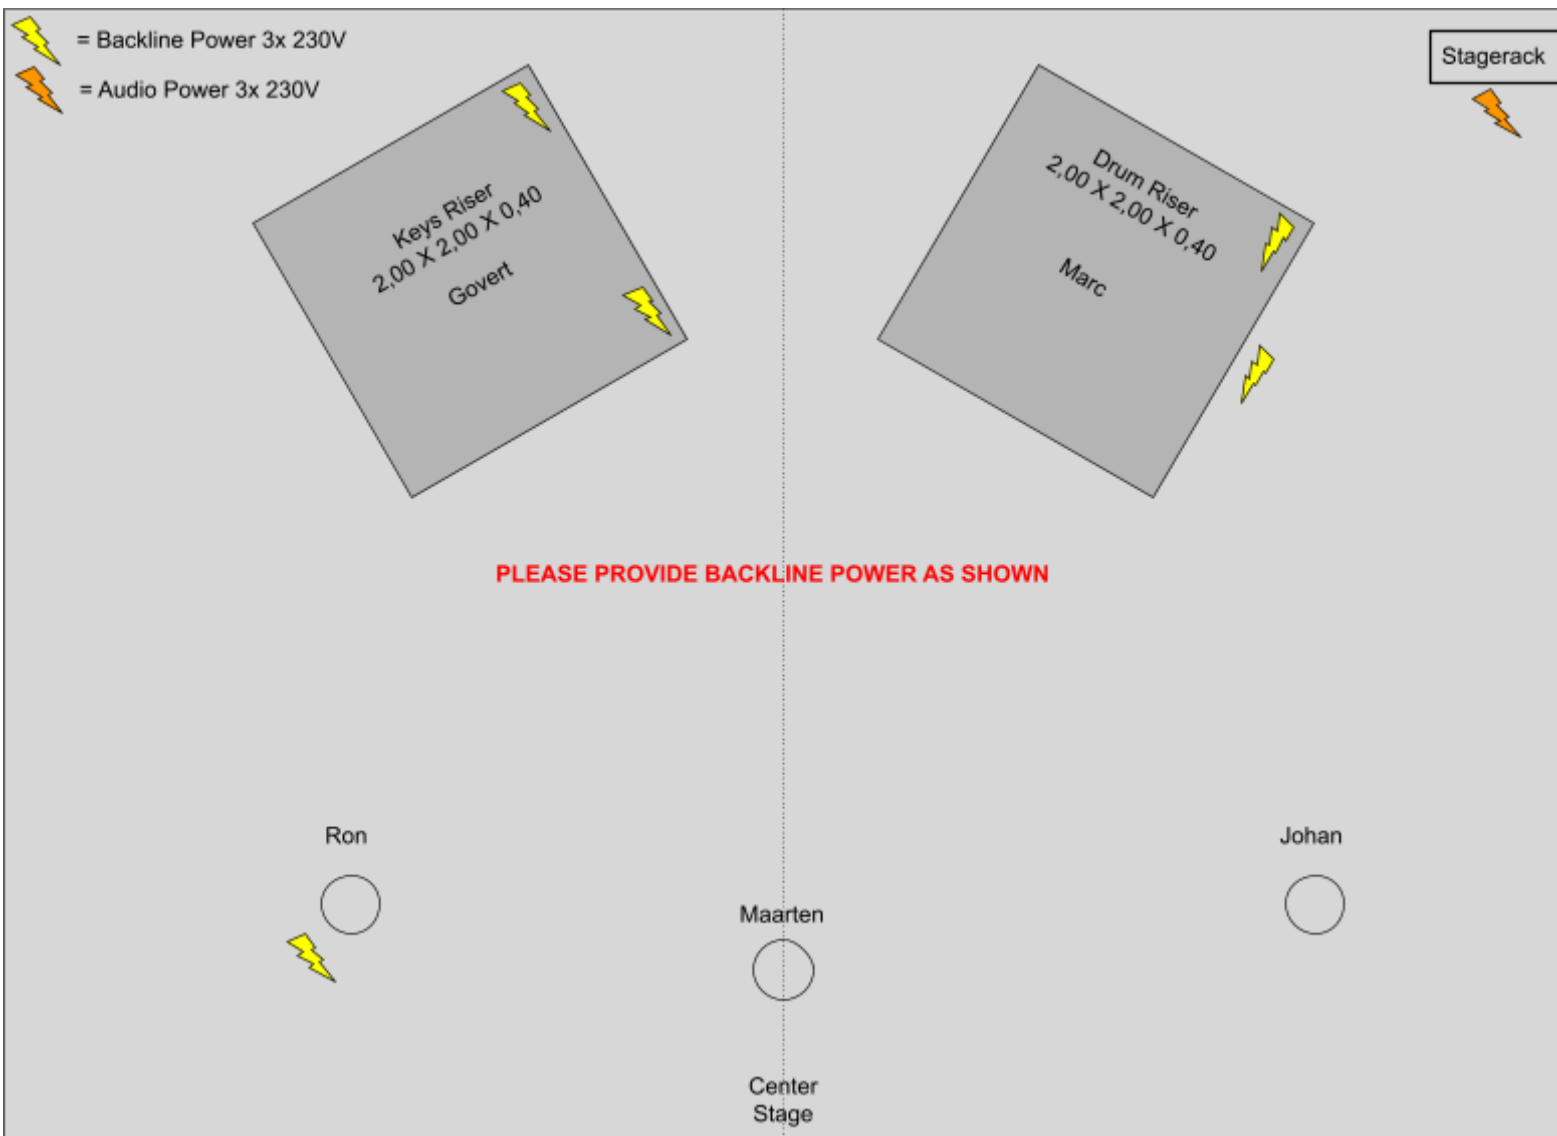 = Backline Power 3x 230V
= Audio Power 3x 230V
Stagerack
Keys Riser
2,00 X 2,00 X 0,40
Govert
Drum Riser
2,00 X 2,00 X 0,40
Marc
PLEASE PROVIDE BACKLINE POWER AS SHOWN
Ron
Johan
Maarten
Center
Stage